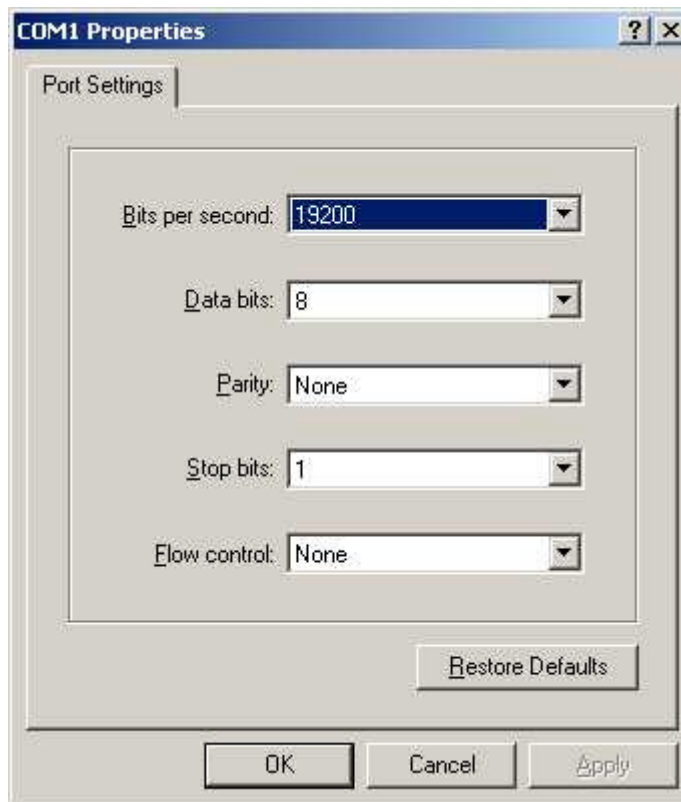 COM1 Properties
Port Settings
Bits per second: 19200
Data bits: 8
Parity: None
Stop bits: 1
Flow control: None
Restore Defaults
OK Cancel Apply